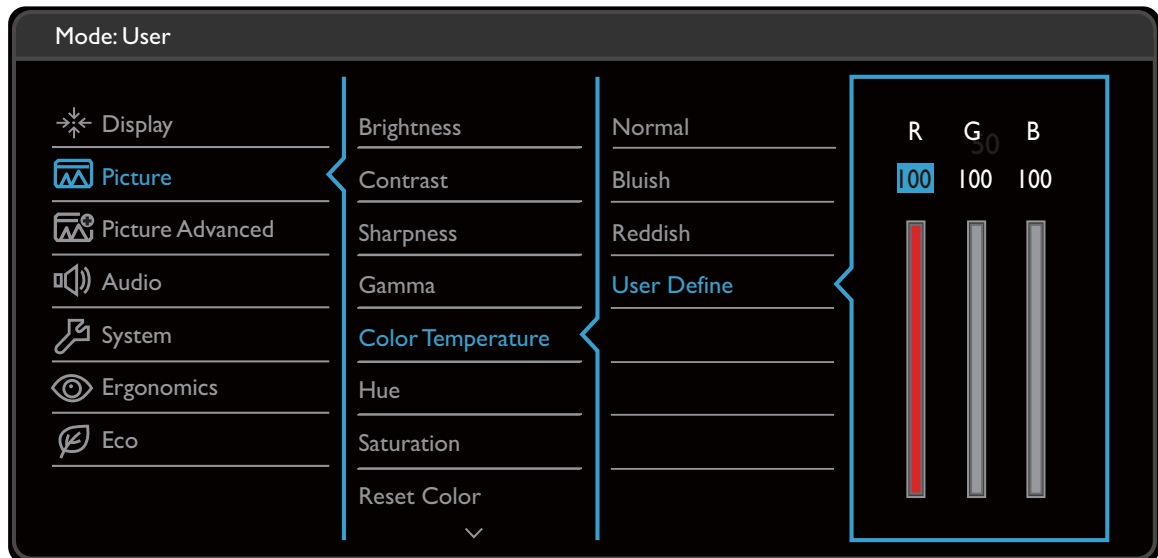 Mode: User
Display
Picture
Picture Advanced
Audio
System
Ergonomics
Eco
Brightness
Contrast
Sharpness
Gamma
Color Temperature
Hue
Saturation
Reset Color
Normal
Bluish
Reddish
User Define
R G B
50
100 100 100